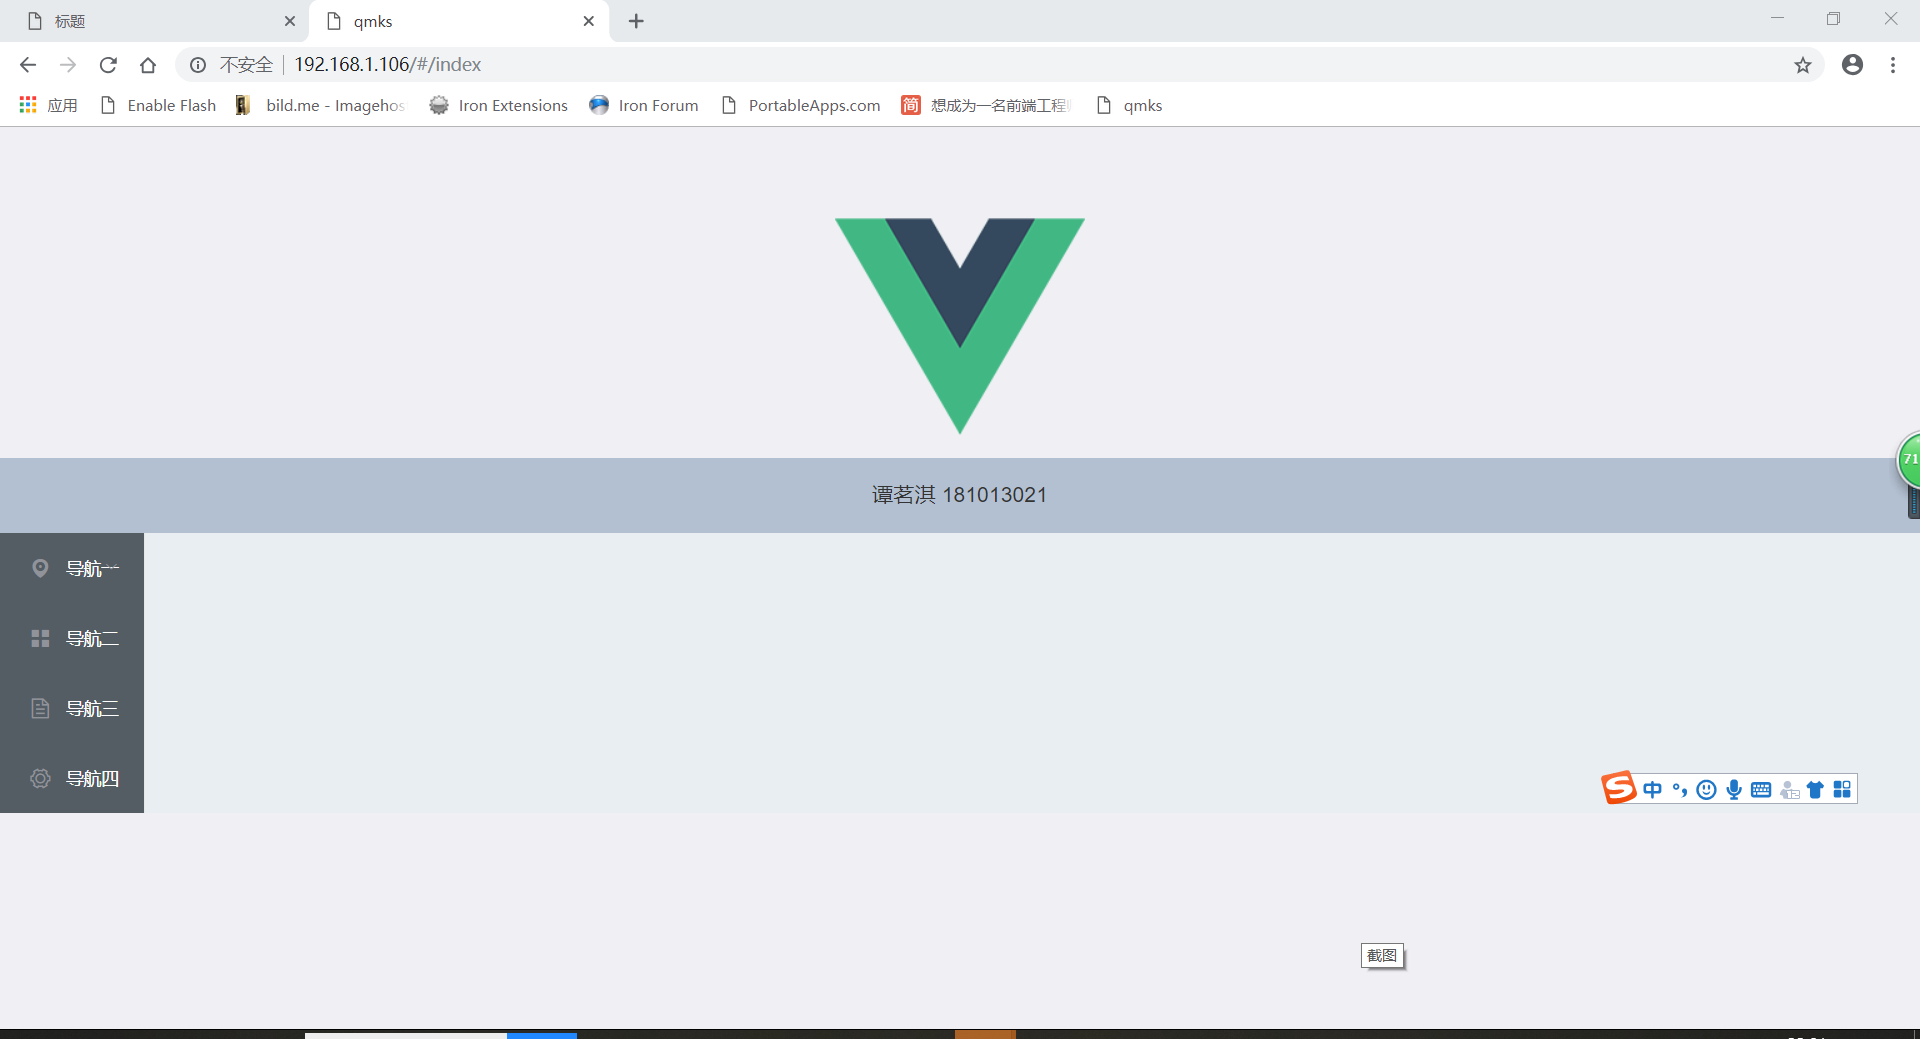 标题
qmks
不安全 192.168.1.106/#/index
应用 Enable Flash bild.me - Imagehos Iron Extensions Iron Forum PortableApps.com 简 想成为一名前端工程 qmks
谭茗淇 181013021
71
导航一
导航二
导航三
导航四
中
截图